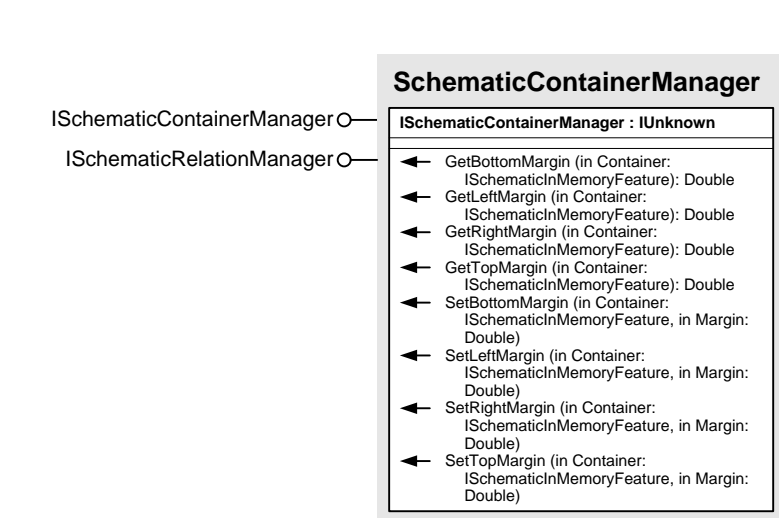 SchematicContainerManager
ISchematicContainerManager
ISchematicRelationManager
ISchematicContainerManager : IUnknown
GetBottomMargin (in Container:
ISchematicInMemoryFeature): Double
GetLeftMargin (in Container:
ISchematicInMemoryFeature): Double
GetRightMargin (in Container:
ISchematicInMemoryFeature): Double
GetTopMargin (in Container:
ISchematicInMemoryFeature): Double
SetBottomMargin (in Container:
ISchematicInMemoryFeature, in Margin:
Double)
SetLeftMargin (in Container:
ISchematicInMemoryFeature, in Margin:
Double)
SetRightMargin (in Container:
ISchematicInMemoryFeature, in Margin:
Double)
SetTopMargin (in Container:
ISchematicInMemoryFeature, in Margin:
Double)